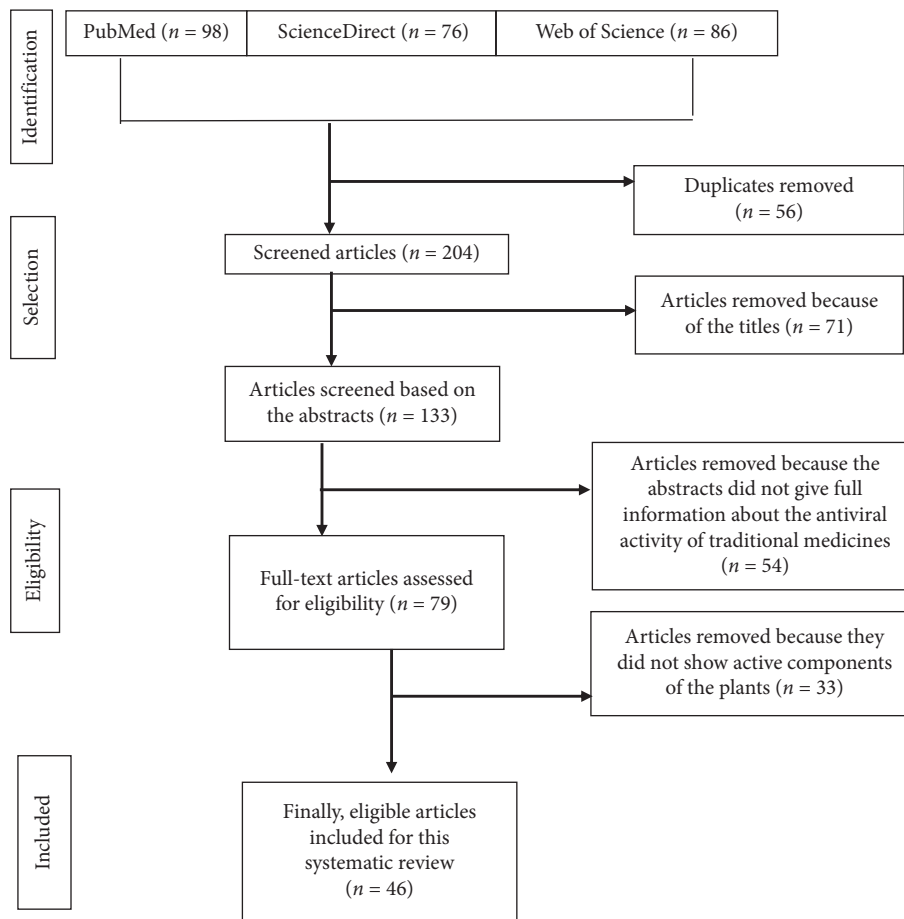 Identification
PubMed (n = 98)
ScienceDirect (n = 76)
Web of Science (n = 86)
Duplicates removed
(n = 56)
Selection
Screened articles (n = 204)
Articles removed because
of the titles (n = 71)
Articles screened based on
the abstracts (n = 133)
Eligibility
Articles removed because the
abstracts did not give full
information about the antiviral
activity of traditional medicines
(n = 54)
Full-text articles assessed
for eligibility (n = 79)
Articles removed because they
did not show active components
of the plants (n = 33)
Included
Finally, eligible articles
included for this
systematic review
(n = 46)